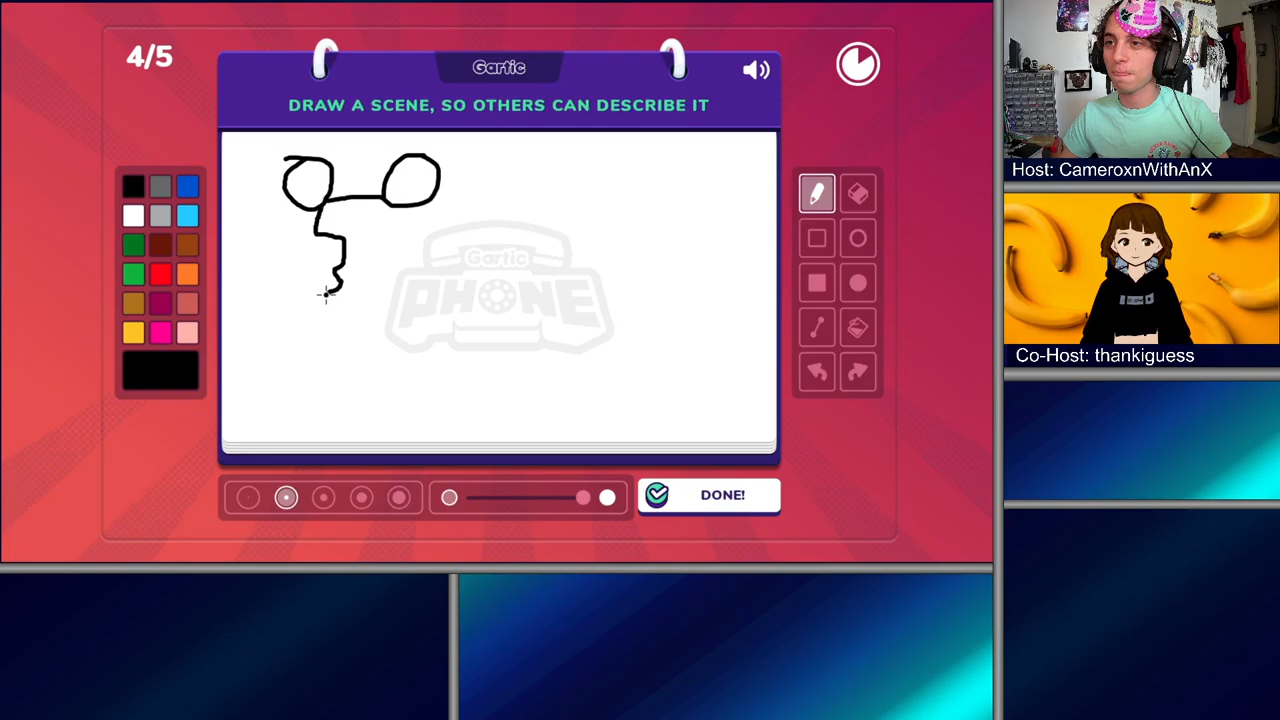 4/5
Gartic
DRAW A SCENE, SO OTHERS CAN DESCRIBE IT
Gartic
PHONE
DONE!
Host: CameroxnWithAnX
Co-Host: thankiguess